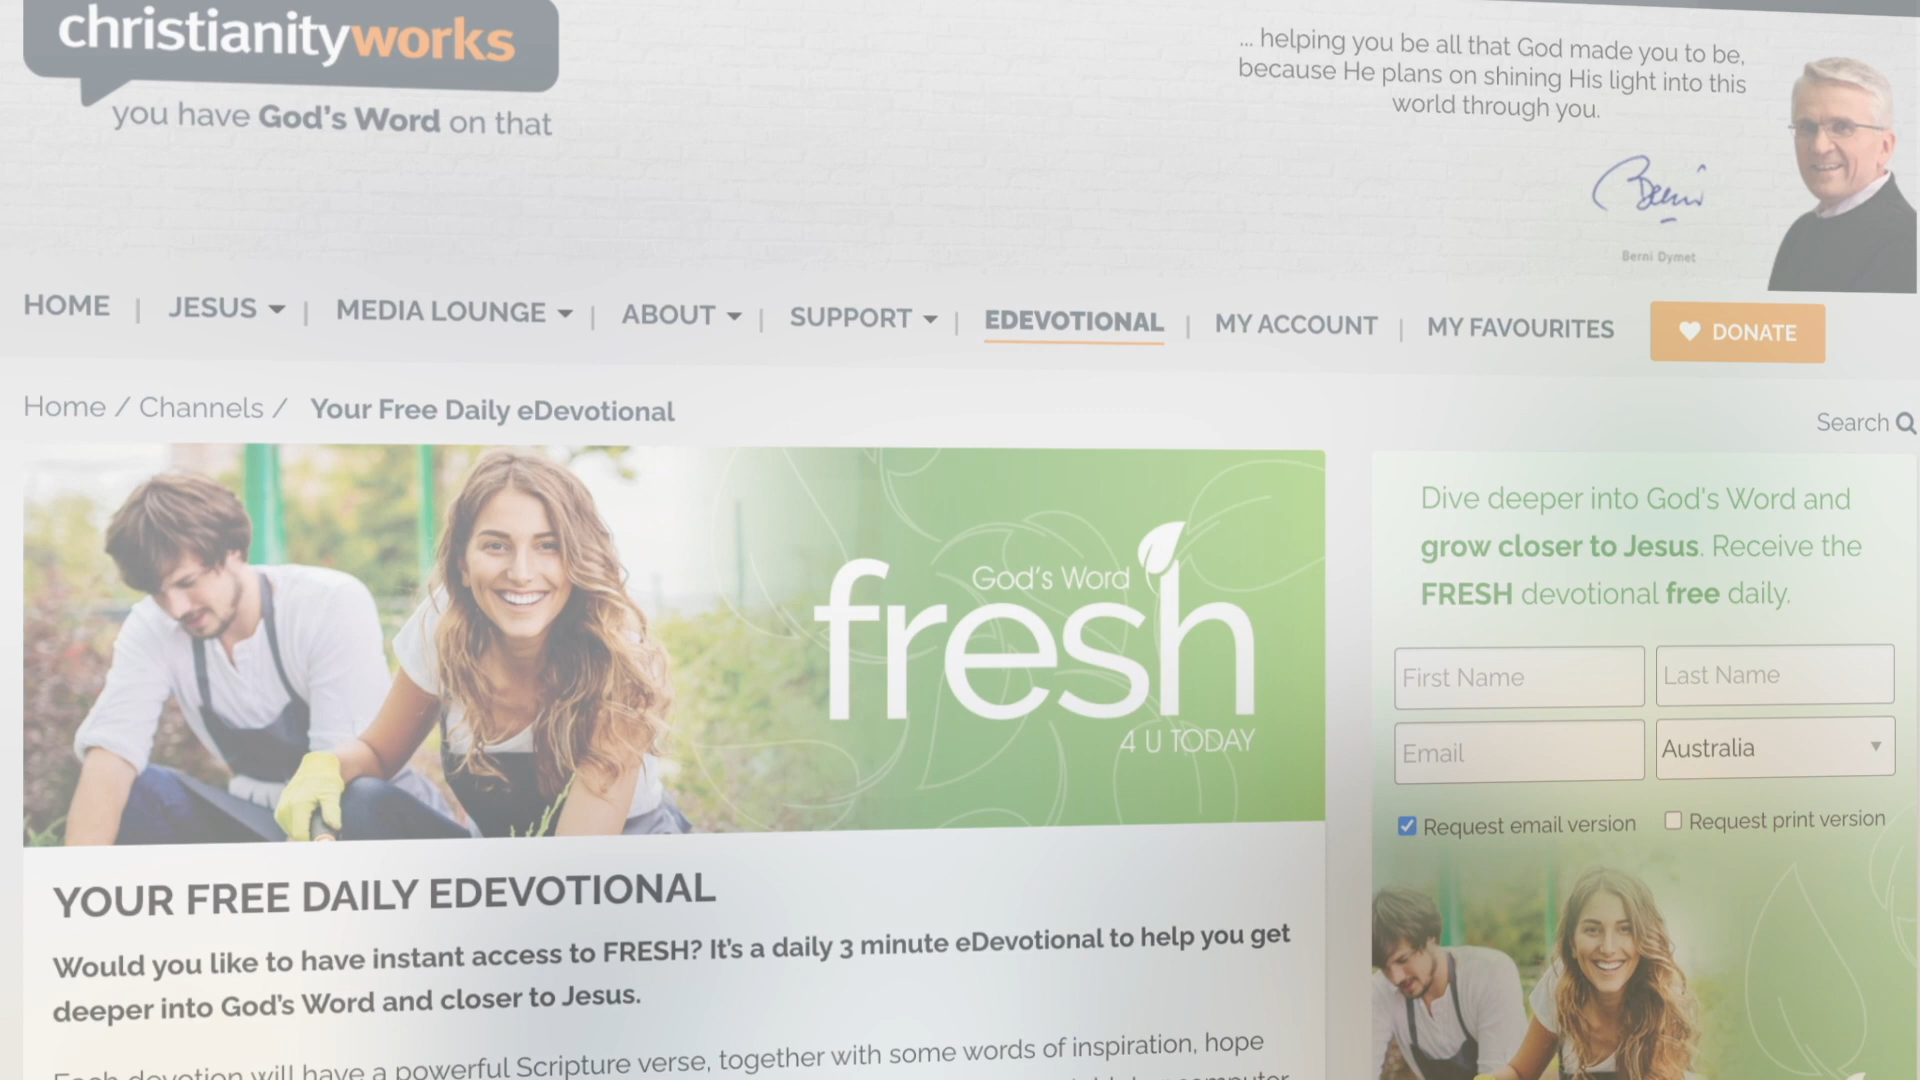 christianityworks
you have God's Word on that
... helping you be all that God made you to be,
because He plans on shining His light into this
world through you.
Berni
Berni Dymet
HOME | JESUS | MEDIA LOUNGE | ABOUT | SUPPORT | EDEVOTIONAL | MY ACCOUNT | MY FAVOURITES DONATE
Home / Channels / Your Free Daily eDevotional
Search
God's Word
fresh
4 U TODAY
Dive deeper into God's Word and
grow closer to Jesus. Receive the
FRESH devotional free daily.
First Name
Last Name
Email
Australia
Request email version
Request print version
YOUR FREE DAILY EDEVOTIONAL
Would you like to have instant access to FRESH? It's a daily 3 minute eDevotional to help you get
deeper into God's Word and closer to Jesus.
Each devotion will have a powerful Scripture verse, together with some words of inspiration, hope
computer